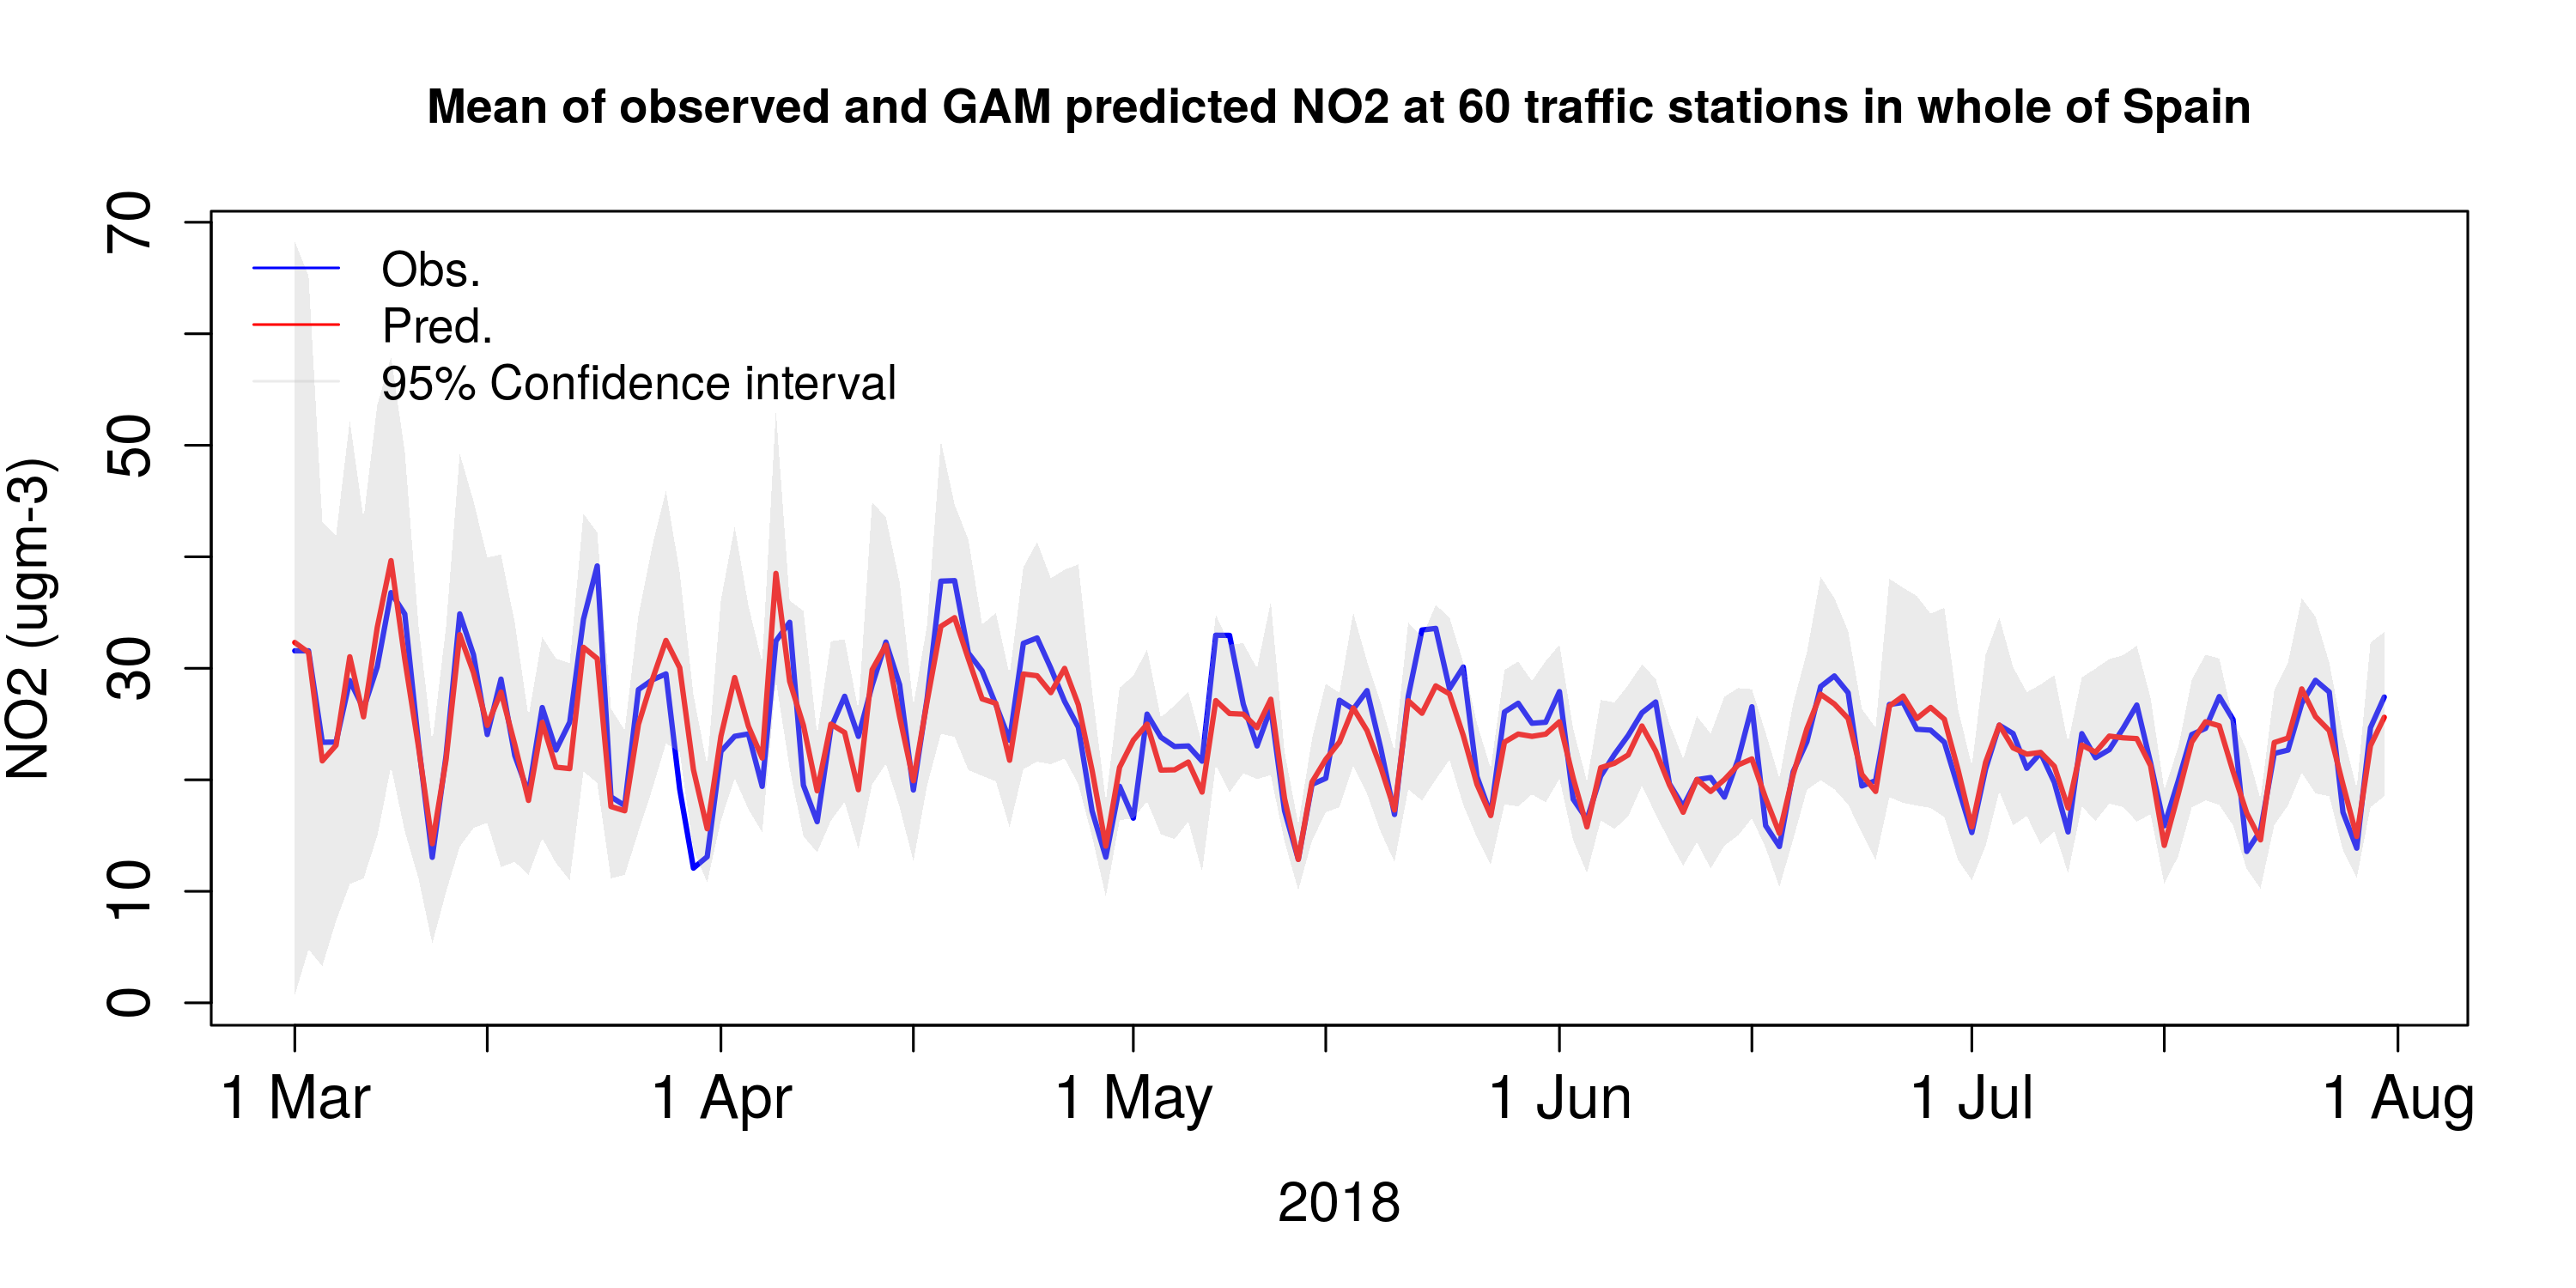 Mean of observed and GAM predicted NO2 at 60 traffic stations in whole of Spain
Obs.
Pred.
95% Confidence interval
NO2 (ugm-3)
70
50
30
10
0
1 Mar
1 Apr
1 May
1 Jun
1 Jul
1 Aug
2018